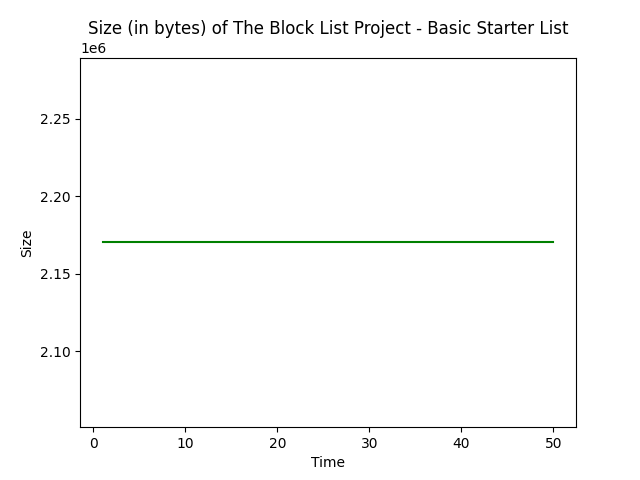 Size (in bytes) of The Block List Project - Basic Starter List
1e6
2.25
2.20
2.15
2.10
Size
0 10 20 30 40 50
Time